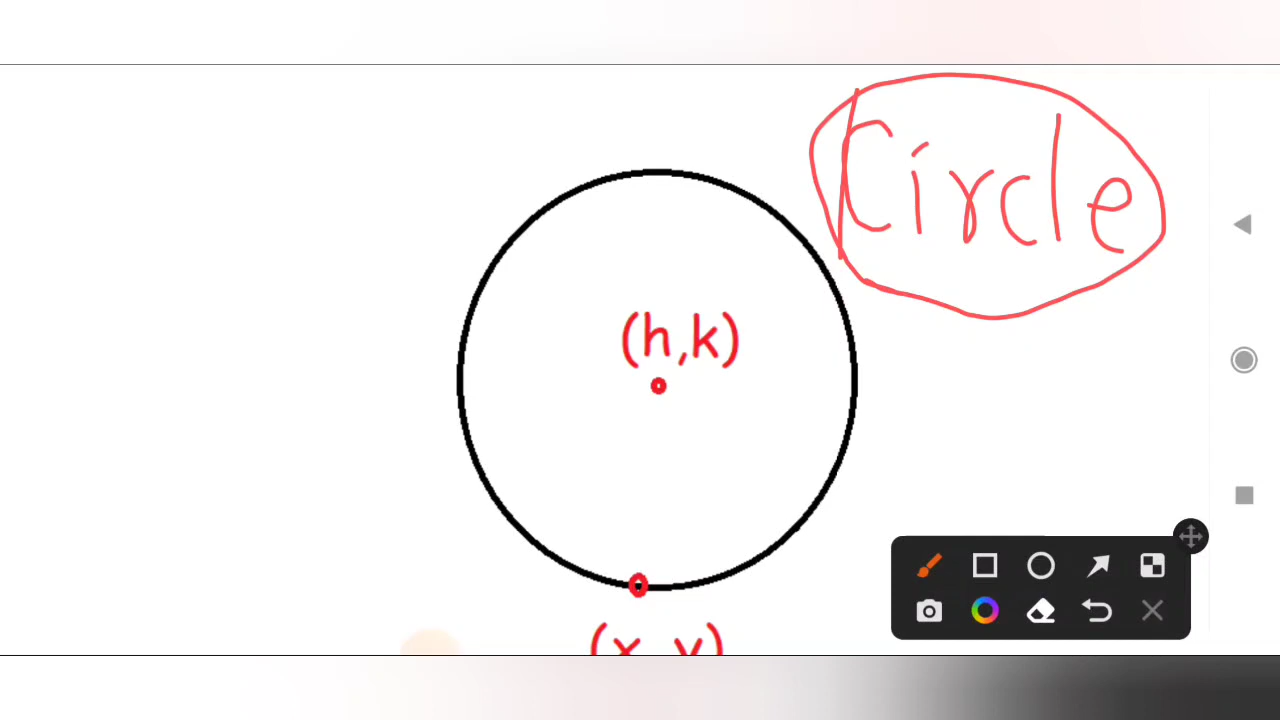 Circle
(h,k)
(x, y)